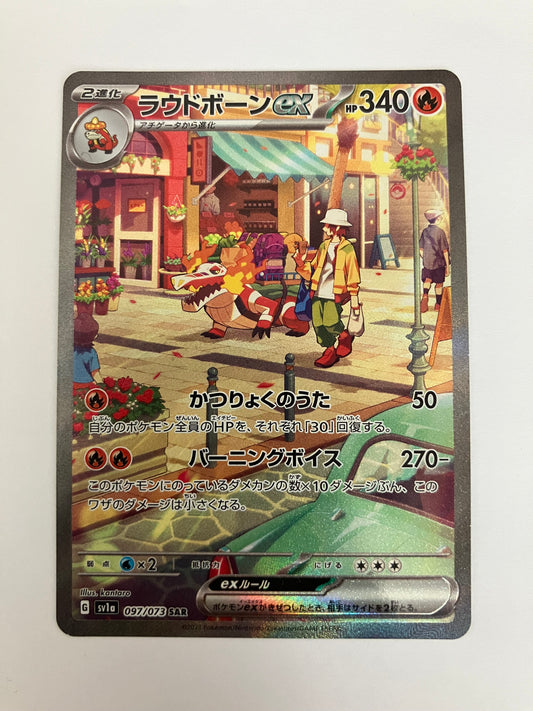 2進化
ラウドボーンex
HP340
アチゲータから進化
かつりょくのうた 50
自分のポケモン全員のHPを、それぞれ「30」回復する。
バーニングボイス 270-
このポケモンにのっているダメカンの数×10ダメージぶん、この
ワザのダメージは小さくなる。
弱点 ×2 抵抗力 にげる
Illus. kantaro
exルール
ポケモンexがきぜつしたとき、相手はサイドを2枚とる。
G sv1a 097/073 SAR